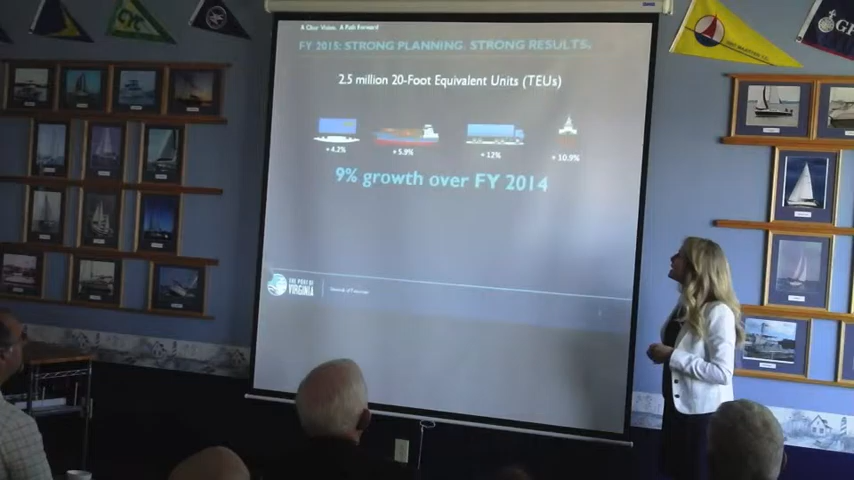 CYC
A Clear Vision. A Path Forward
FY 2015: STRONG PLANNING. STRONG RESULTS.
2.5 million 20-Foot Equivalent Units (TEUs)
+ 4.2%
+ 5.9%
+ 12%
+ 10.9%
9% growth over FY 2014
THE PORT OF
VIRGINIA